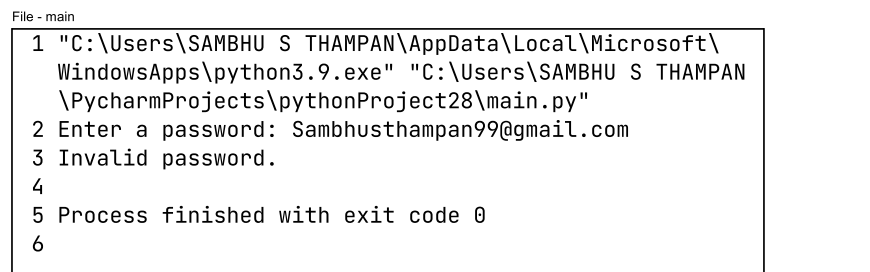 File - main
1 "C:\Users\SAMBHU S THAMPAN\AppData\Local\Microsoft\
WindowsApps\python3.9.exe" "C:\Users\SAMBHU S THAMPAN
\PycharmProjects\pythonProject28\main.py"
2 Enter a password: Sambhusthampan99@gmail.com
3 Invalid password.
4
5 Process finished with exit code 0
6